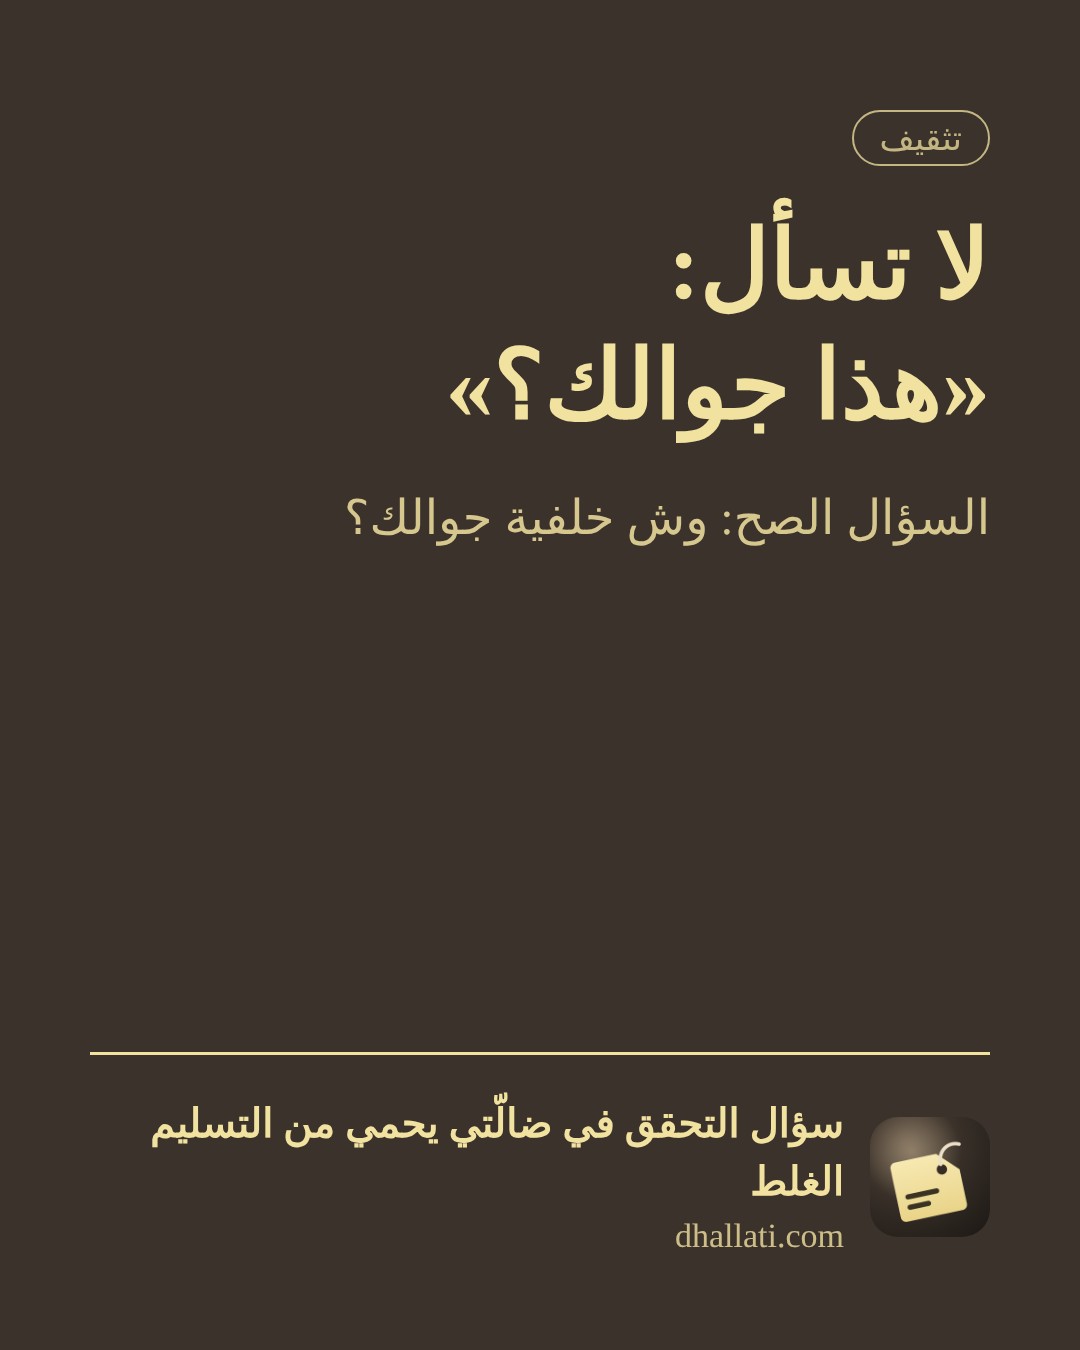 تثقيف
لا تسأل:
«هذا جوالك؟»
السؤال الصح: وش خلفية جوالك؟
سؤال التحقق في ضالّتي يحمي من التسليم
الغلط
dhallati.com